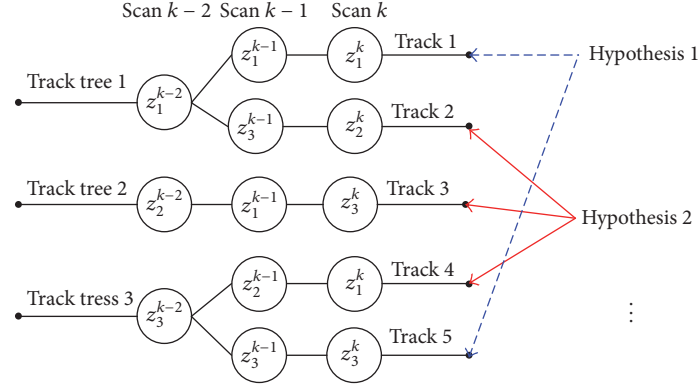 Scan k – 2 Scan k – 1 Scan k
Track 1
Hypothesis 1
z_1^{k-1} z_1^k
Track tree 1
z_1^{k-2}
Track 2
z_3^{k-1} z_2^k
Track tree 2
Track 3
z_2^{k-2} z_1^{k-1} z_3^k
Hypothesis 2
Track 4
z_2^{k-1} z_1^k
Track tress 3
z_3^{k-2}
⋮
Track 5
z_3^{k-1} z_3^k